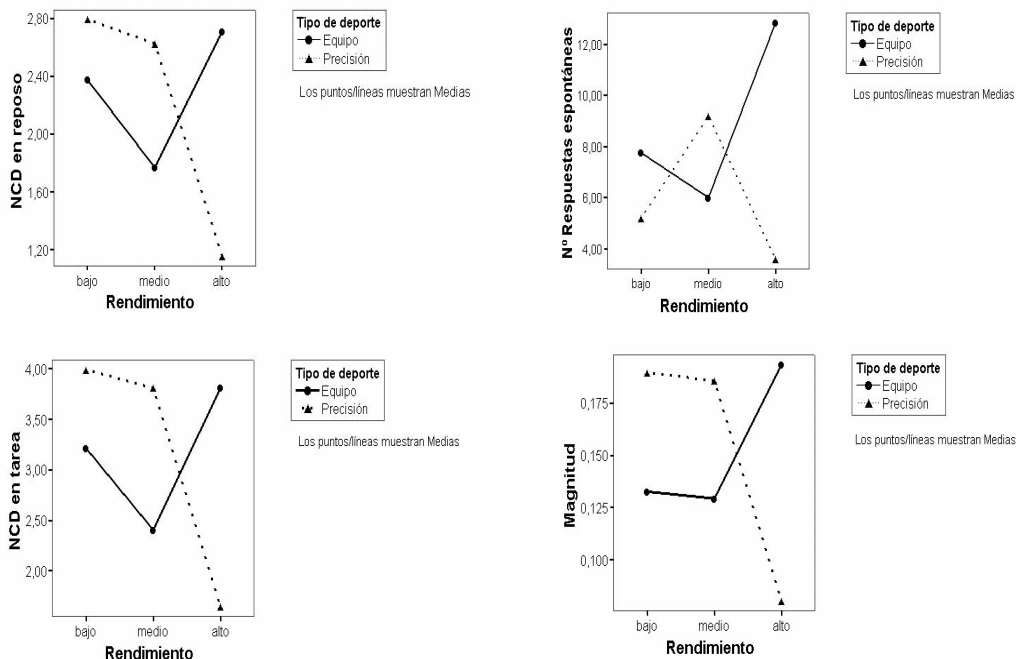 2,80
2,40
2,00
1,60
1,20
NCD en reposo
bajo medio alto
Rendimiento
Tipo de deporte
Equipo
Precisión
Los puntos/líneas muestran Medias
12,00
10,00
8,00
6,00
4,00
Nº Respuestas espontáneas
bajo medio alto
Rendimiento
Tipo de deporte
Equipo
Precisión
Los puntos/líneas muestran Medias
4,00
3,50
3,00
2,50
2,00
NCD en tarea
bajo medio alto
Rendimiento
Tipo de deporte
Equipo
Precisión
Los puntos/líneas muestran Medias
0,175
0,150
0,125
0,100
Magnitud
bajo medio alto
Rendimiento
Tipo de deporte
Equipo
Precisión
Los puntos/líneas muestran Medias